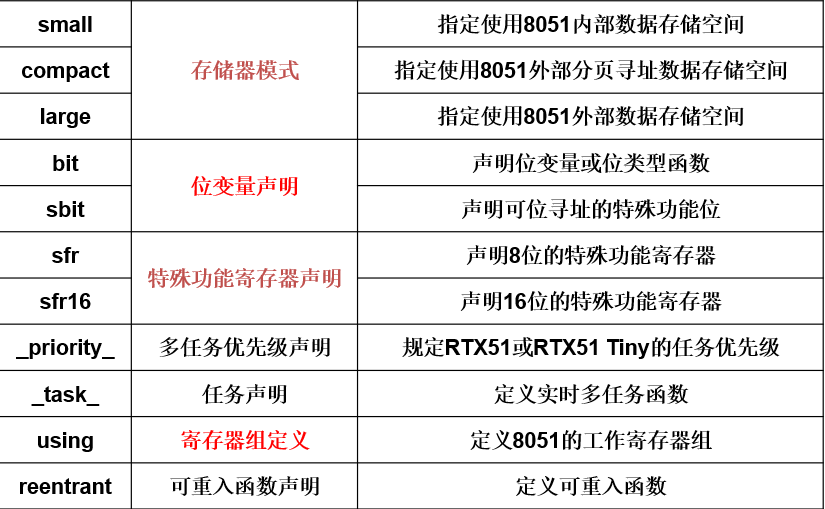 small 存储器模式 指定使用8051内部数据存储空间
compact 指定使用8051外部分页寻址数据存储空间
large 指定使用8051外部数据存储空间
bit 位变量声明 声明位变量或位类型函数
sbit 声明可位寻址的特殊功能位
sfr 特殊功能寄存器声明 声明8位的特殊功能寄存器
sfr16 声明16位的特殊功能寄存器
_priority_ 多任务优先级声明 规定RTX51或RTX51 Tiny的任务优先级
_task_ 任务声明 定义实时多任务函数
using 寄存器组定义 定义8051的工作寄存器组
reentrant 可重入函数声明 定义可重入函数